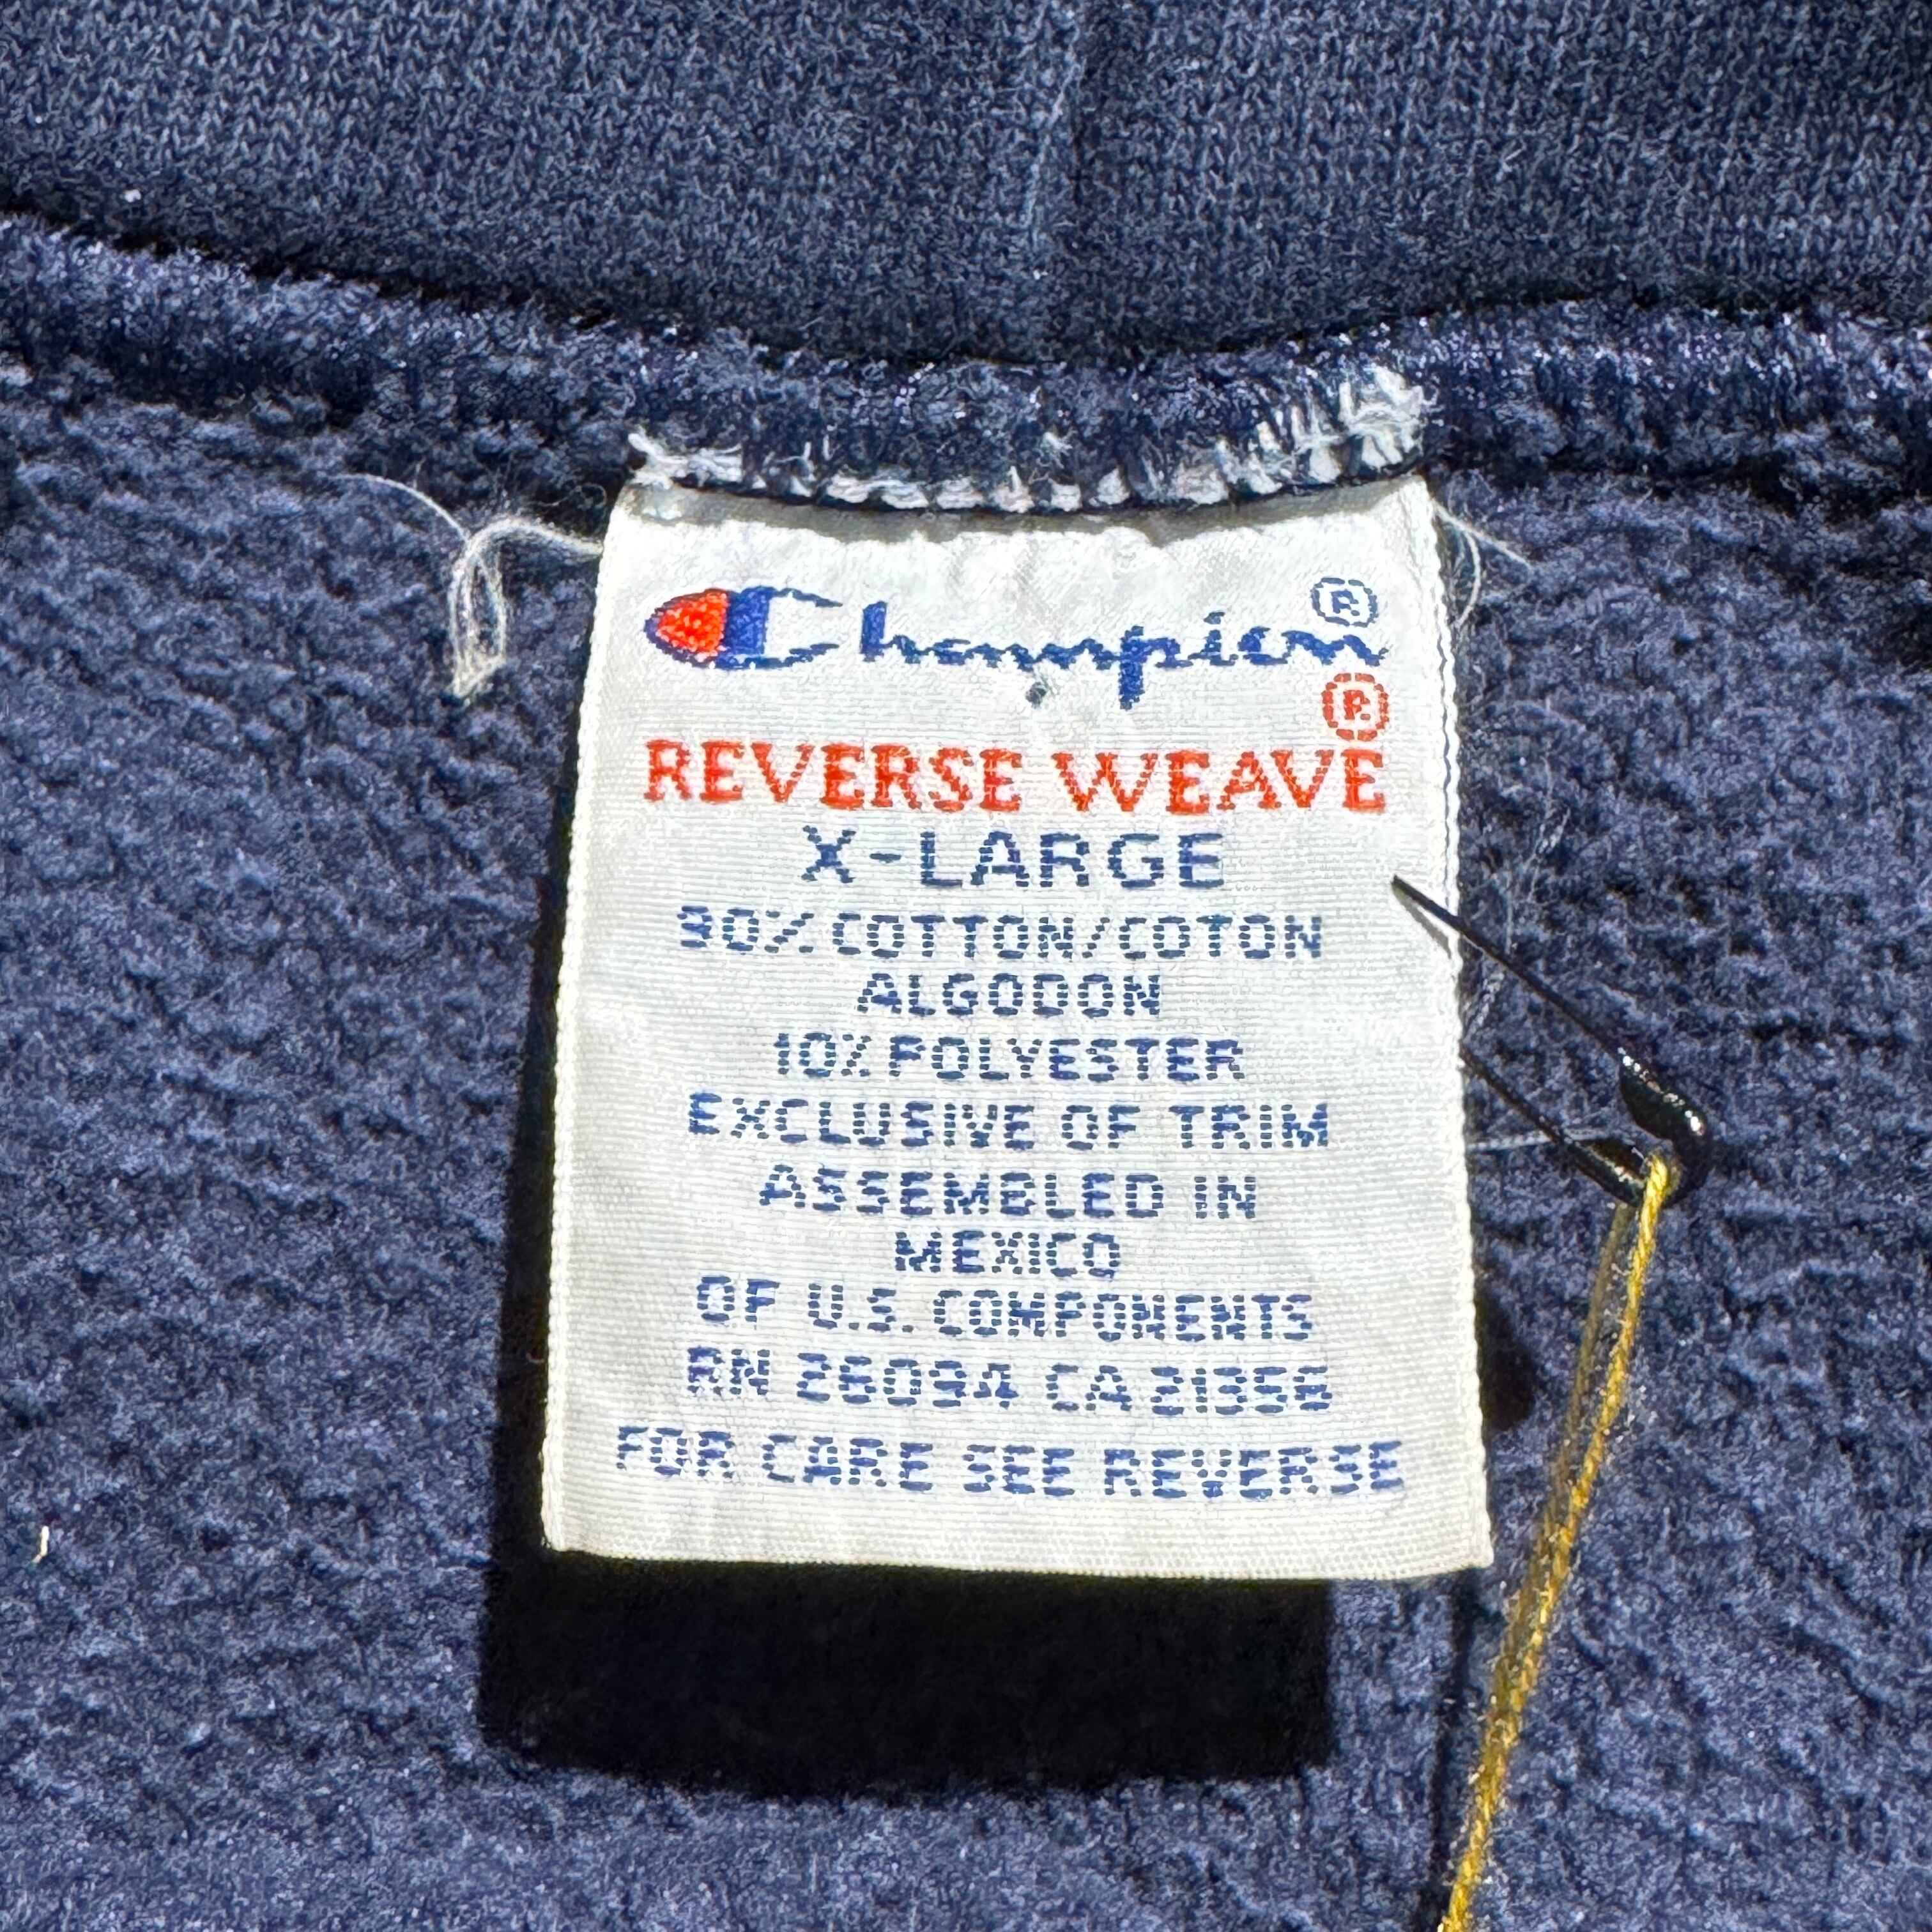 Champion®
®
REVERSE WEAVE
X-LARGE
90% COTTON/COTON
ALGODON
10% POLYESTER
EXCLUSIVE OF TRIM
ASSEMBLED IN
MEXICO
OF U.S. COMPONENTS
RN 26094 CA 21356
FOR CARE SEE REVERSE